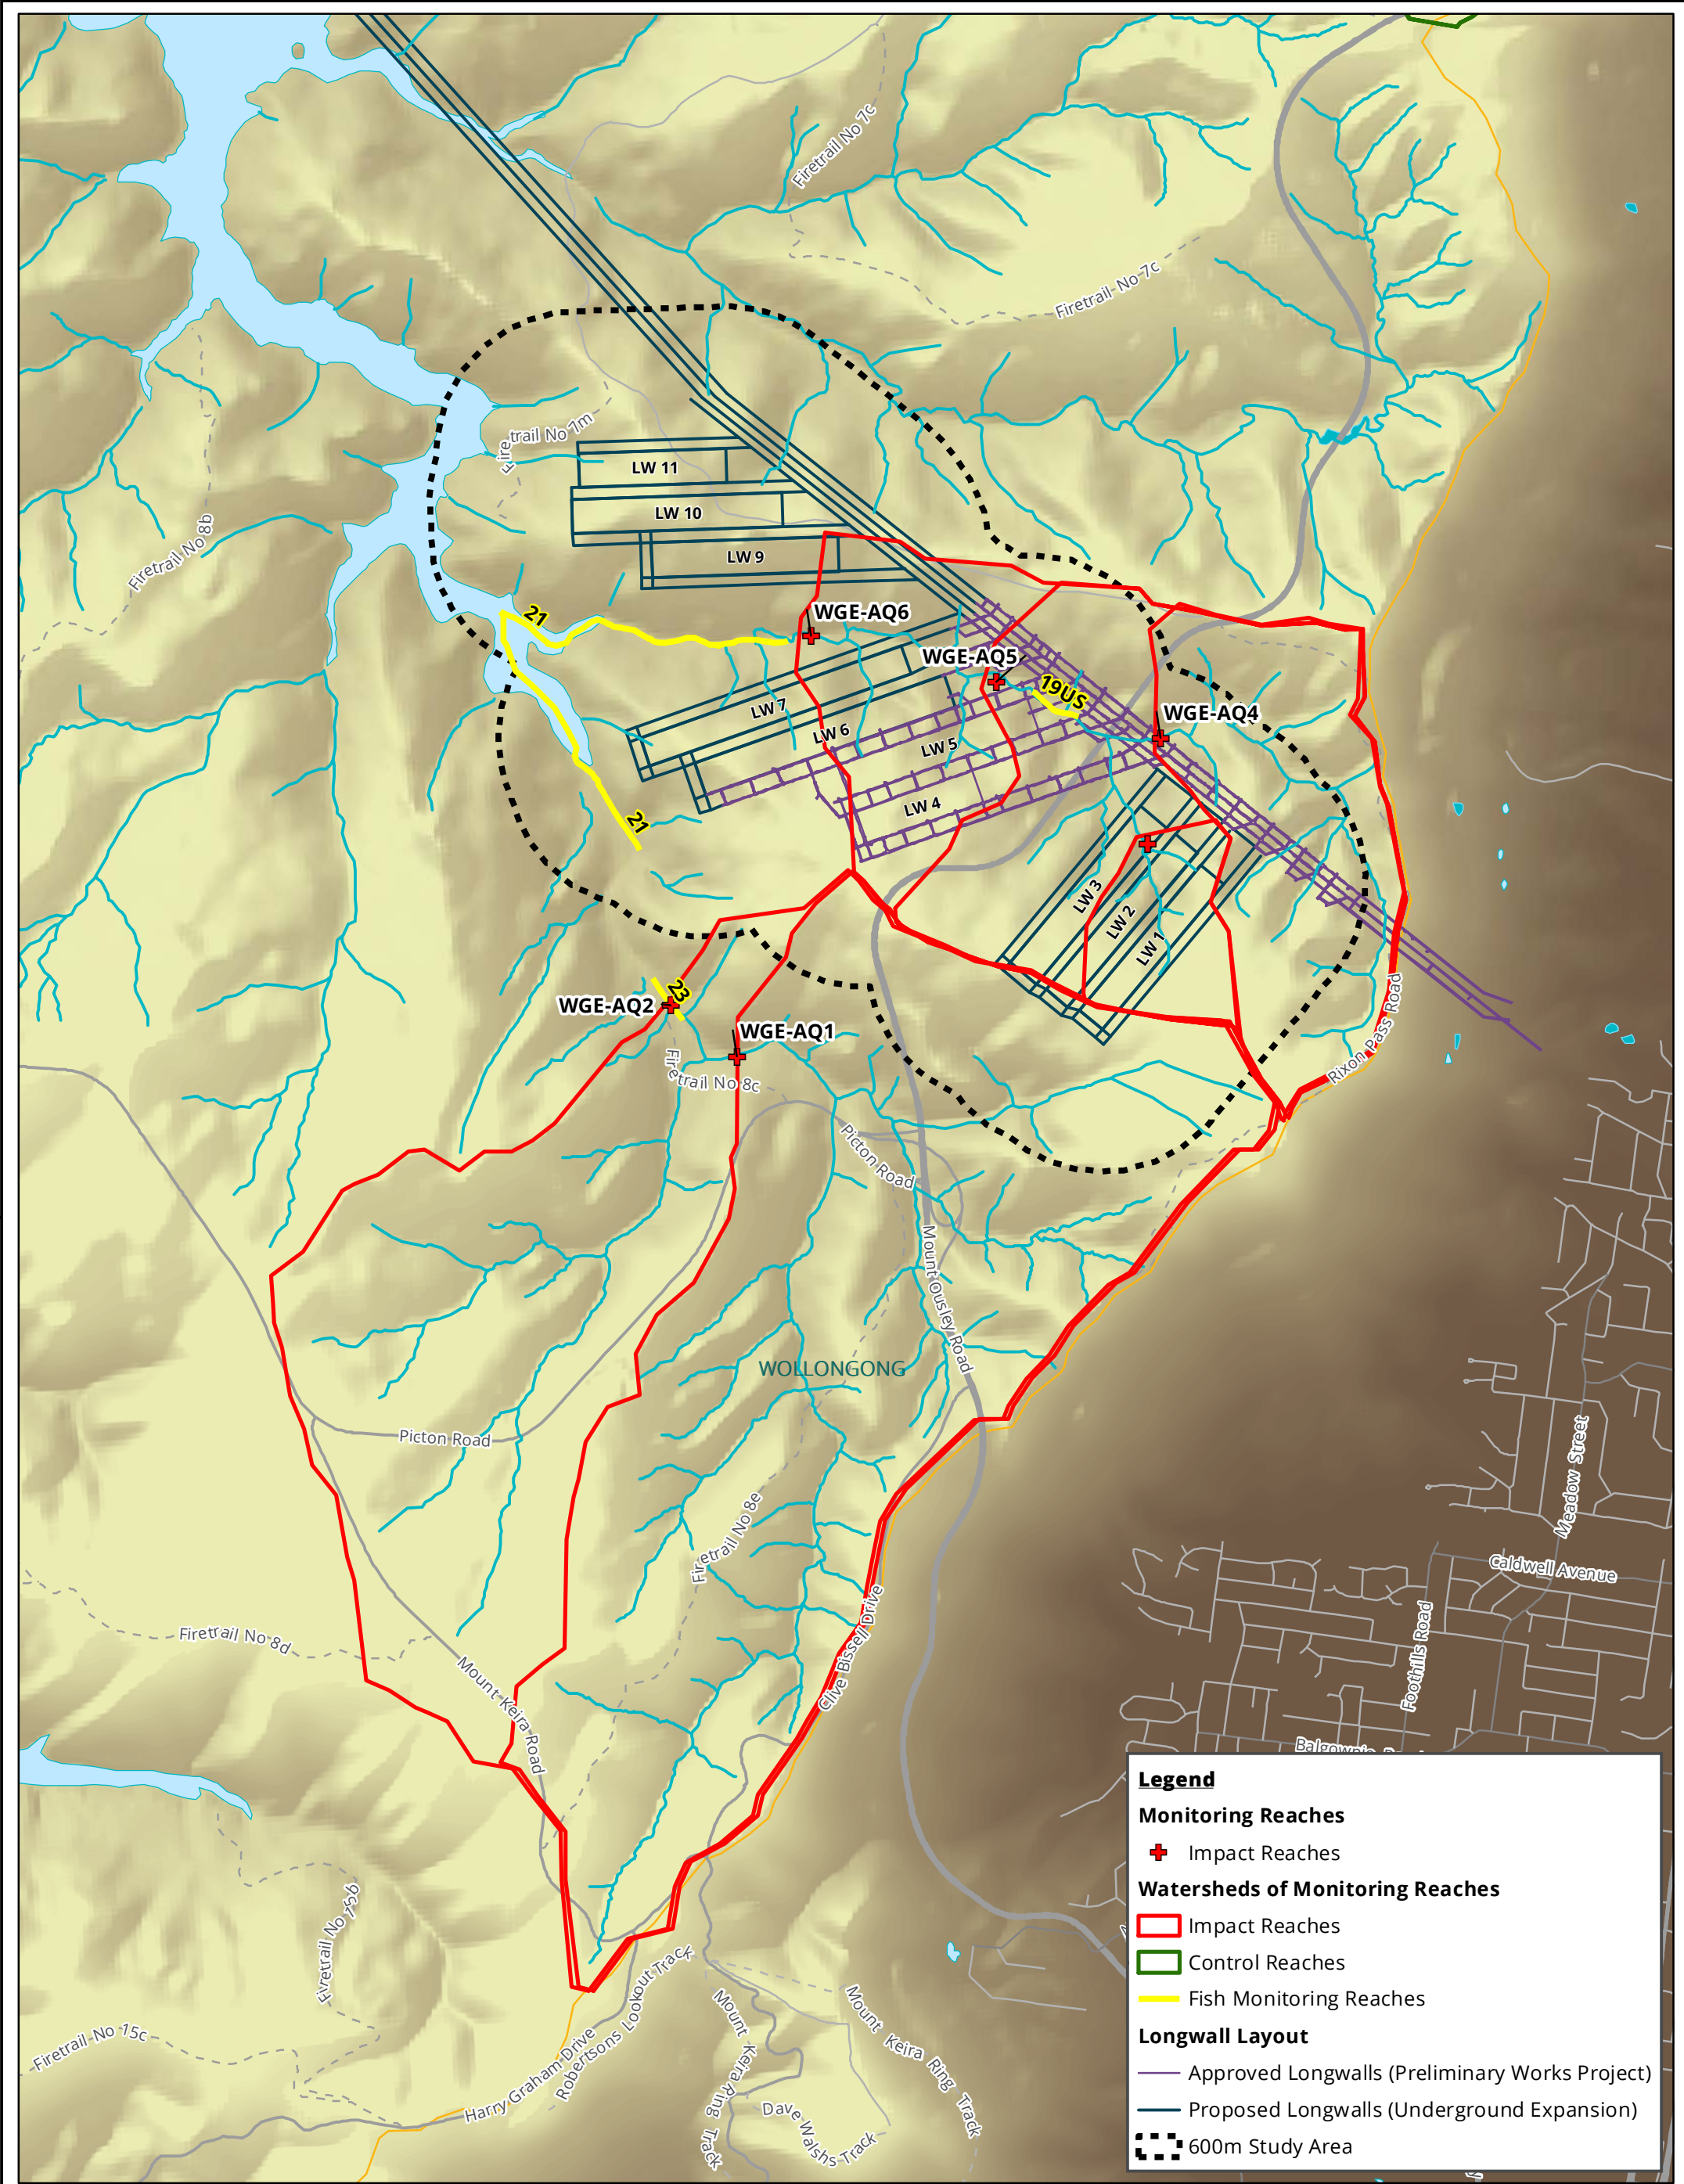 Firetrail No 7c
Firetrail No 7c
Firetrail No 7m
Firetrail No 8b
LW 11
LW 10
LW 9
21
WGE-AQ6
WGE-AQ5
19US
WGE-AQ4
LW 7
LW 6
LW 5
LW 4
21
LW 3
LW 2
LW 1
23
WGE-AQ2
WGE-AQ1
Firetrail No 8c
Rixon Pass Road
Picton Road
Mount Ousley Road
WOLLONGONG
Picton Road
Meadow Street
Firetrail No 8e
Caldwell Avenue
Firetrail No 8d
Clive Bissell Drive
Foothills Road
Mount Keira Road
Firetrail No 15b
Robertsons Lookout Track
Firetrail No 15c
Harry Graham Drive
Mount Keira Ring Track
Mount Keira Ring Track
Dave Walshs Track
Legend
Monitoring Reaches
Impact Reaches
Watersheds of Monitoring Reaches
Impact Reaches
Control Reaches
Fish Monitoring Reaches
Longwall Layout
Approved Longwalls (Preliminary Works Project)
Proposed Longwalls (Underground Expansion)
600m Study Area